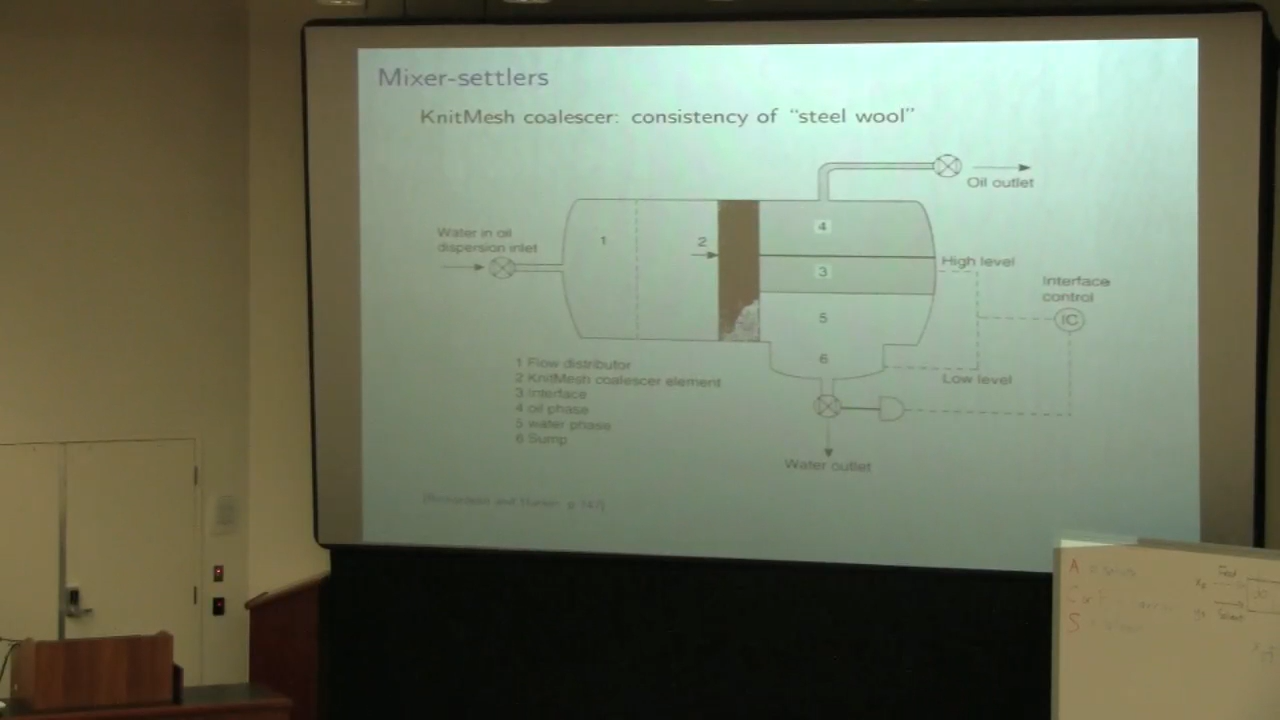 Mixer-settlers
KnitMesh coalescer: consistency of "steel wool"
Oil outlet
Water in oil
dispersion inlet
1
2
4
3
5
6
High level
Interface
control
IC
Low level
1 Flow distributor
2 KnitMesh coalescer element
3 Interface
4 oil phase
5 water phase
6 Sump
Water outlet
A
S
Feed